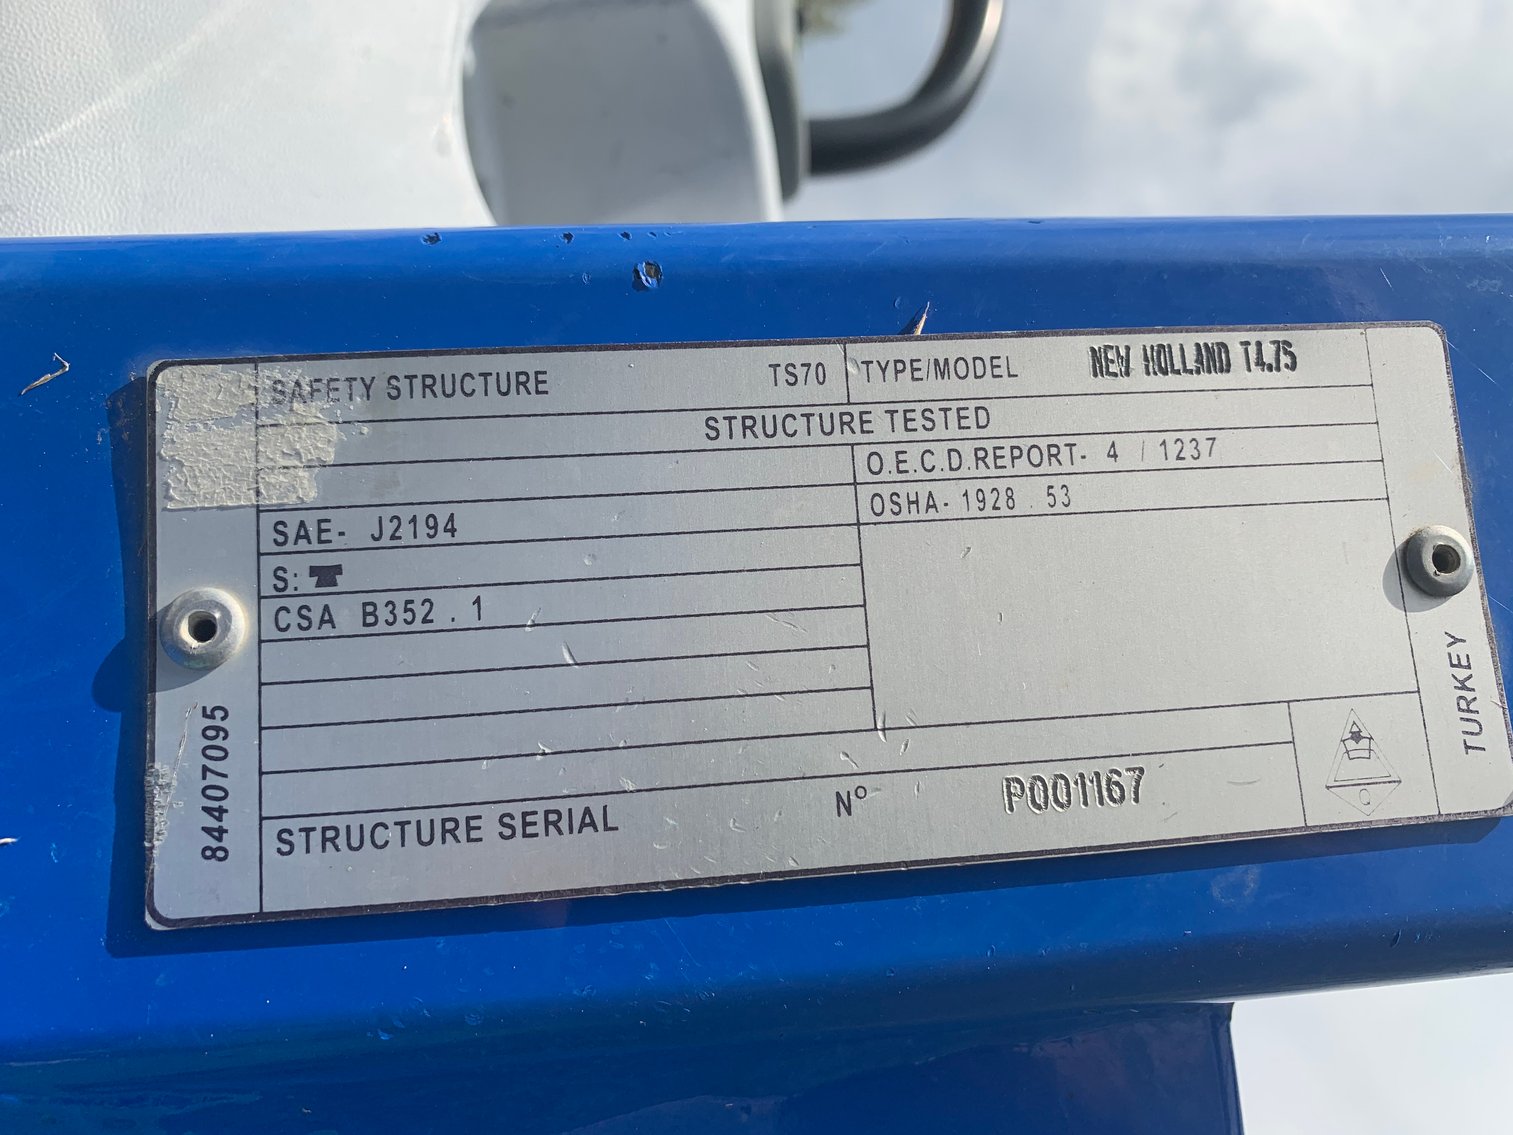 SAFETY STRUCTURE TS70 TYPE/MODEL NEW HOLLAND T4.75
STRUCTURE TESTED
O.E.C.D.REPORT- 4 / 1237
OSHA- 1928 . 53
SAE- J2194
S:
CSA B352 . 1
STRUCTURE SERIAL Nº P001167
84407095
TURKEY
Q